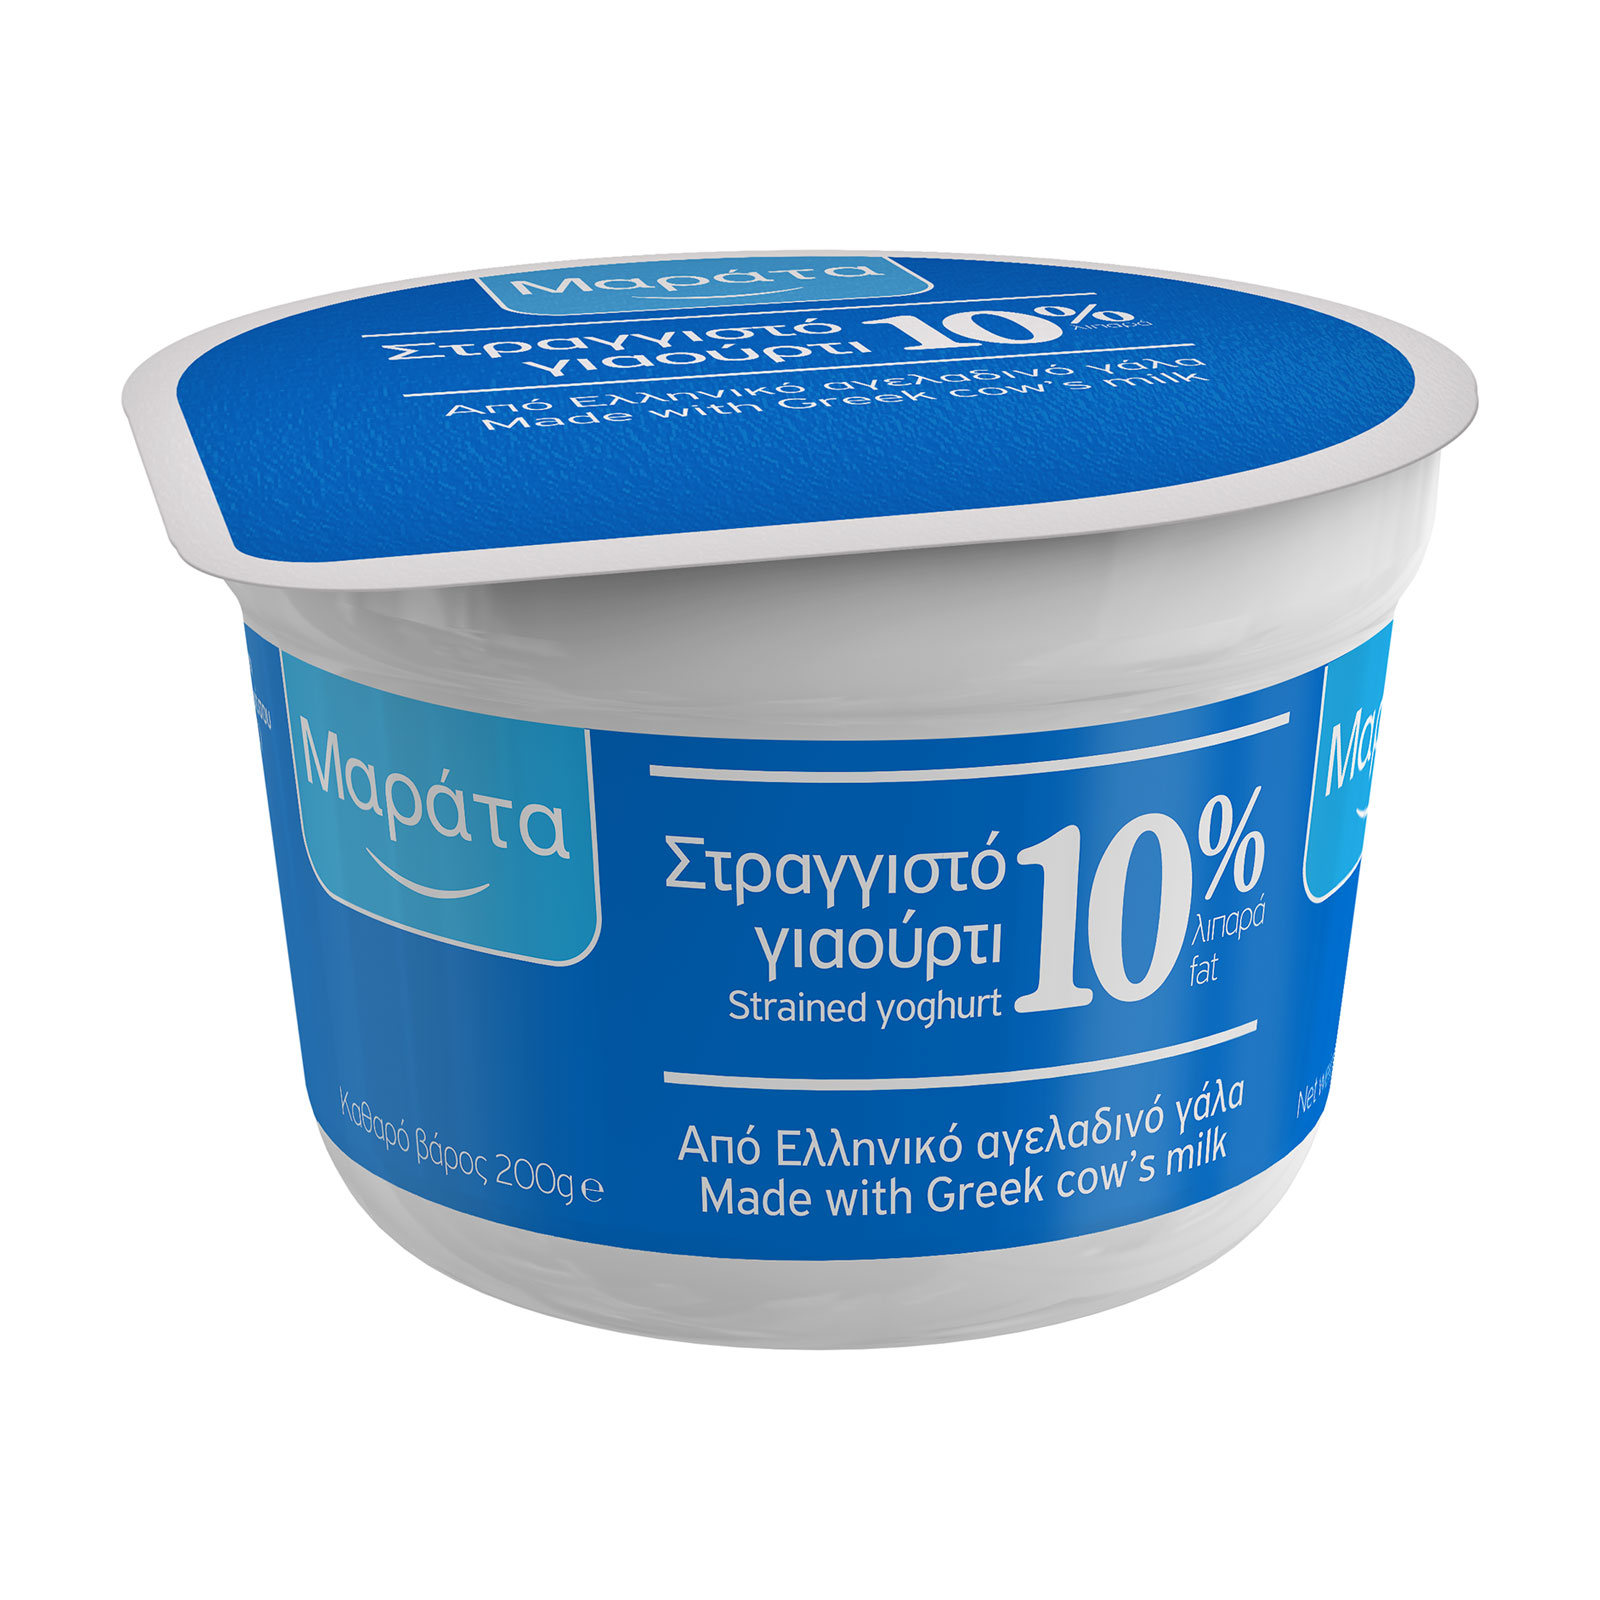 Μαράτα
Στραγγιστό
γιαούρτι
10%
λιπαρά
Από Ελληνικό αγελαδινό γάλα
Made with Greek cow's milk
Μαράτα
Καθαρό βάρος 200g e
Στραγγιστό
γιαούρτι
Strained yoghurt
10%
λιπαρά
fat
Από Ελληνικό αγελαδινό γάλα
Made with Greek cow's milk
Net